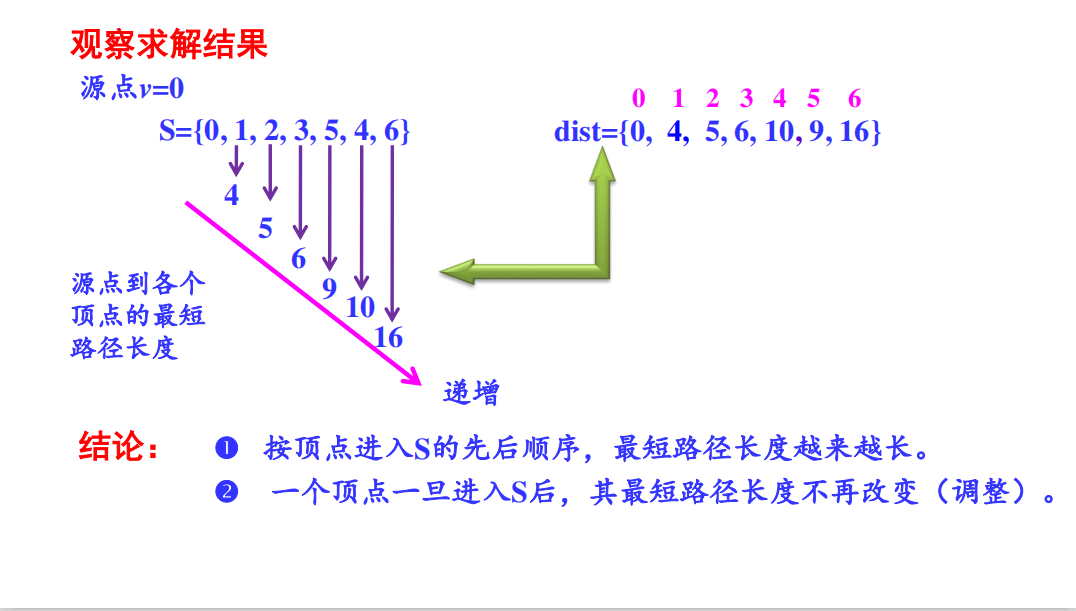 观察求解结果
源点v=0
0 1 2 3 4 5 6
S={0, 1, 2, 3, 5, 4, 6}
dist={0, 4, 5, 6, 10, 9, 16}
4
5
6
9
10
16
源点到各个
顶点的最短
路径长度
递增
结论：
❶ 按顶点进入S的先后顺序，最短路径长度越来越长。
❷ 一个顶点一旦进入S后，其最短路径长度不再改变（调整）。